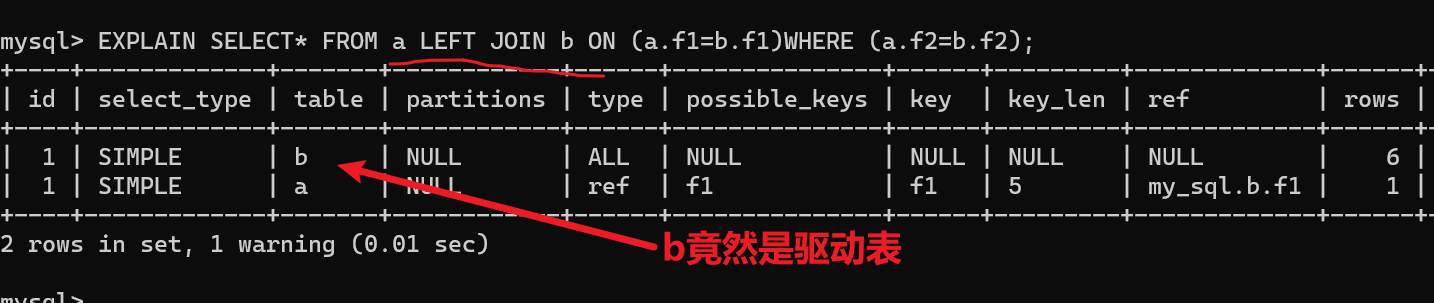 mysql> EXPLAIN SELECT* FROM a LEFT JOIN b ON (a.f1=b.f1)WHERE (a.f2=b.f2);
+----+-------------+-------+------------+------+---------------+------+---------+--------------+------+
| id | select_type | table | partitions | type | possible_keys | key | key_len | ref | rows |
+----+-------------+-------+------------+------+---------------+------+---------+--------------+------+
| 1 | SIMPLE | b | NULL | ALL | NULL | NULL | NULL | NULL | 6 |
| 1 | SIMPLE | a | NULL | ref | f1 | f1 | 5 | my_sql.b.f1 | 1 |
+----+-------------+-------+------------+------+---------------+------+---------+--------------+------+
2 rows in set, 1 warning (0.01 sec)
b竟然是驱动表
mysql>